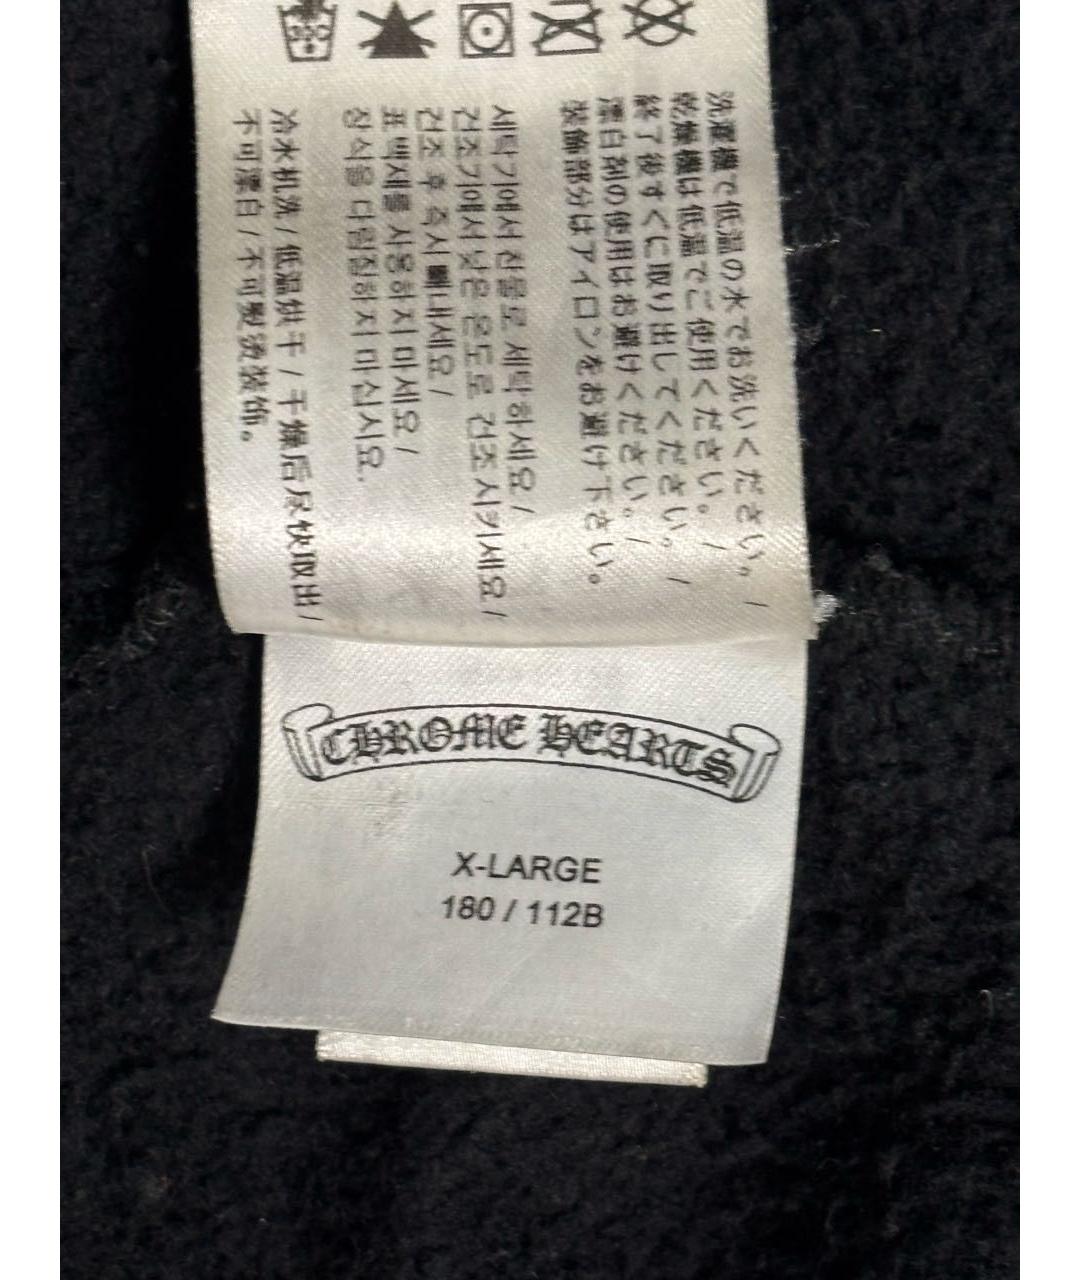 洗濯機で低温の水でお洗いください。/
乾燥機は低温でご使用ください。/
終了後すぐに取り出してください。/
漂白剤の使用はお避けください。/
装飾部分はアイロンをお避け下さい。
세탁기에서 찬물로 세탁하세요/
건조기에서 낮은 온도로 건조시키세요/
건조 후 즉시 빼내세요/
표백제를 사용하지 마세요/
장식을 다림질하지 마십시요.
冷水机洗/低温烘干/干燥后尽快取出/
不可漂白/不可熨烫装饰。
CHROME HEARTS
X-LARGE
180 / 112B